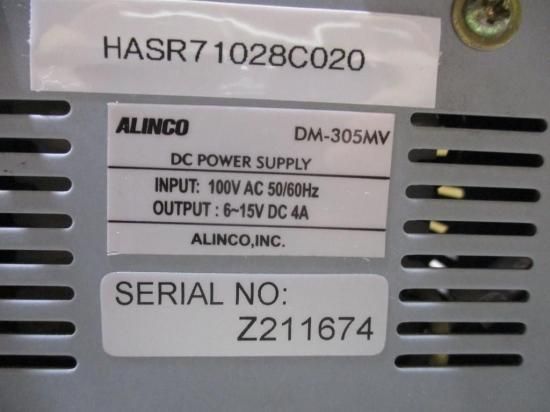 HASR71028C020
ALINCO DM-305MV
DC POWER SUPPLY
INPUT: 100V AC 50/60Hz
OUTPUT : 6~15V DC 4A
ALINCO,INC.
SERIAL NO:
Z211674